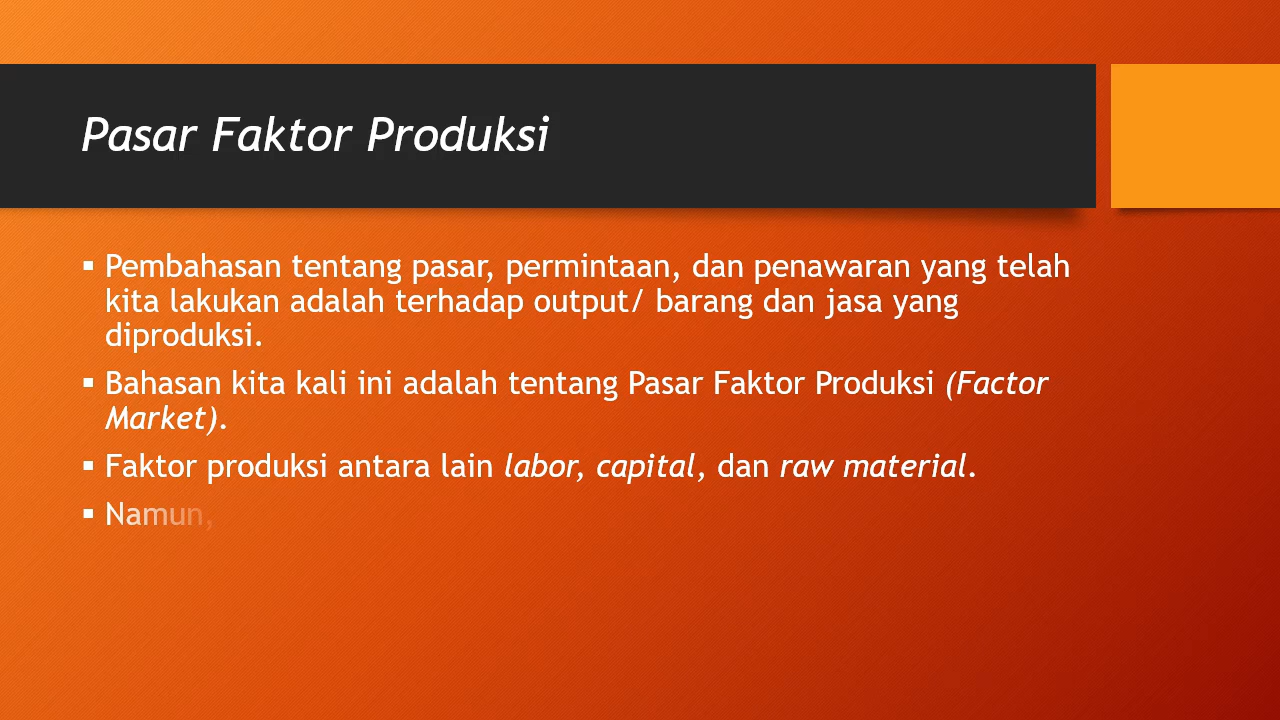 Pasar Faktor Produksi
▪ Pembahasan tentang pasar, permintaan, dan penawaran yang telah
kita lakukan adalah terhadap output/ barang dan jasa yang
diproduksi.
▪ Bahasan kita kali ini adalah tentang Pasar Faktor Produksi (Factor
Market).
▪ Faktor produksi antara lain labor, capital, dan raw material.
▪ Namun,